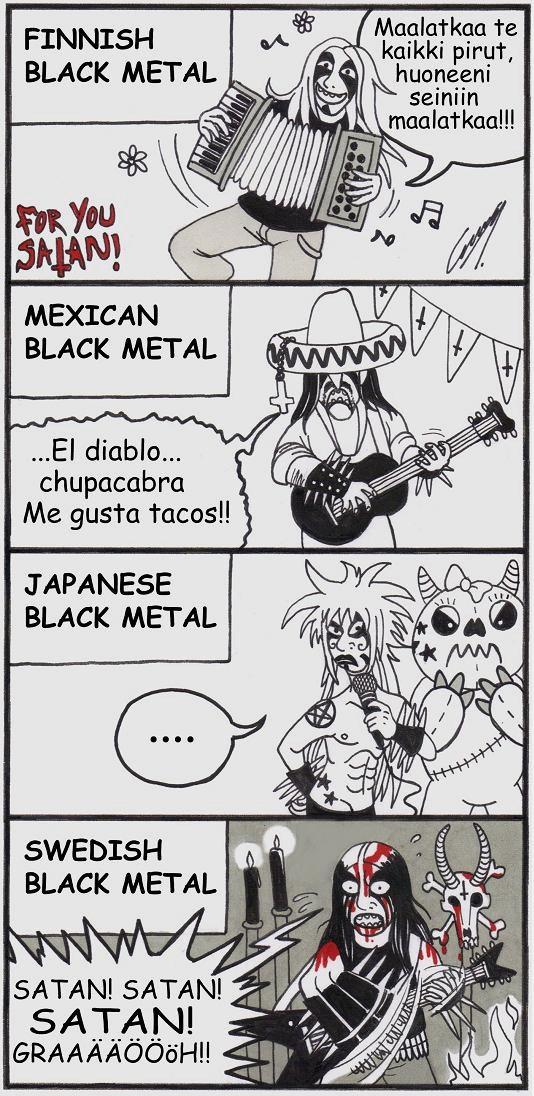 FINNISH
BLACK METAL
Maalatkaa te
kaikki pirut,
huoneeni
seiniin
maalatkaa!!!
FOR YOU
SATAN!
MEXICAN
BLACK METAL
...El diablo...
chupacabra
Me gusta tacos!!
JAPANESE
BLACK METAL
....
SWEDISH
BLACK METAL
SATAN! SATAN!
SATAN!
GRAAÄÄÖÖöH!!